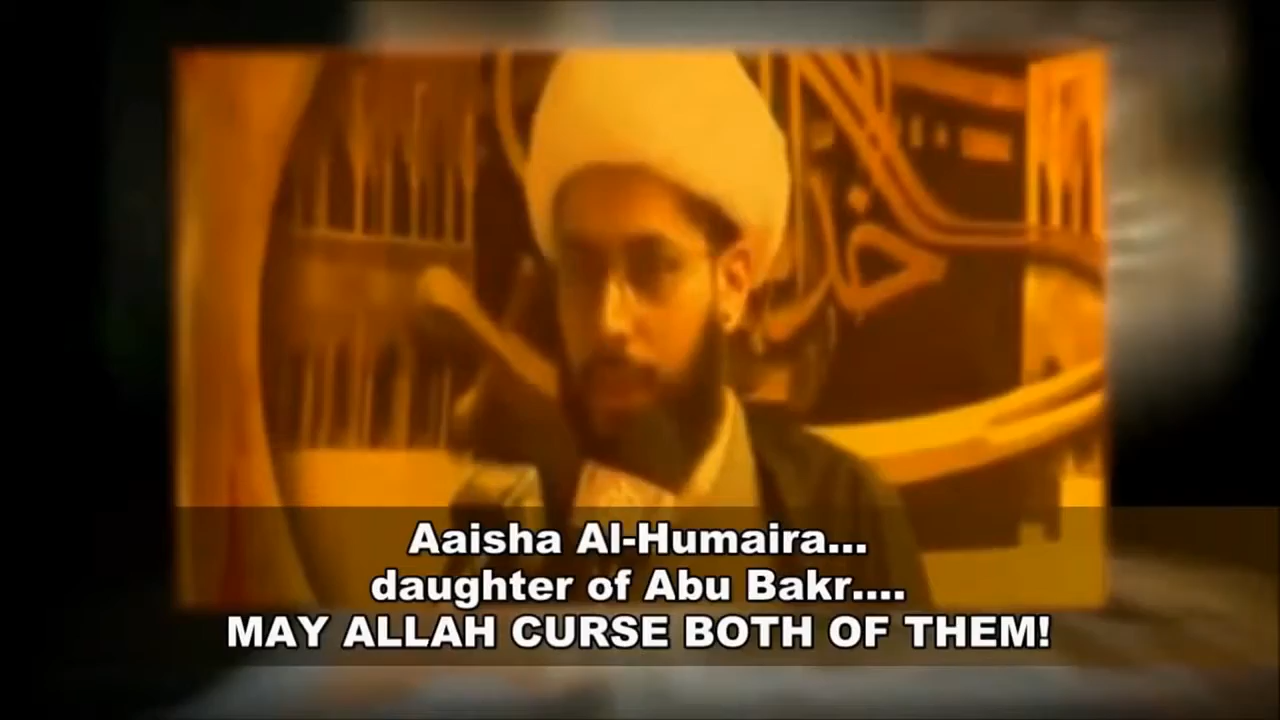 Aaisha Al-Humaira...
daughter of Abu Bakr....
MAY ALLAH CURSE BOTH OF THEM!